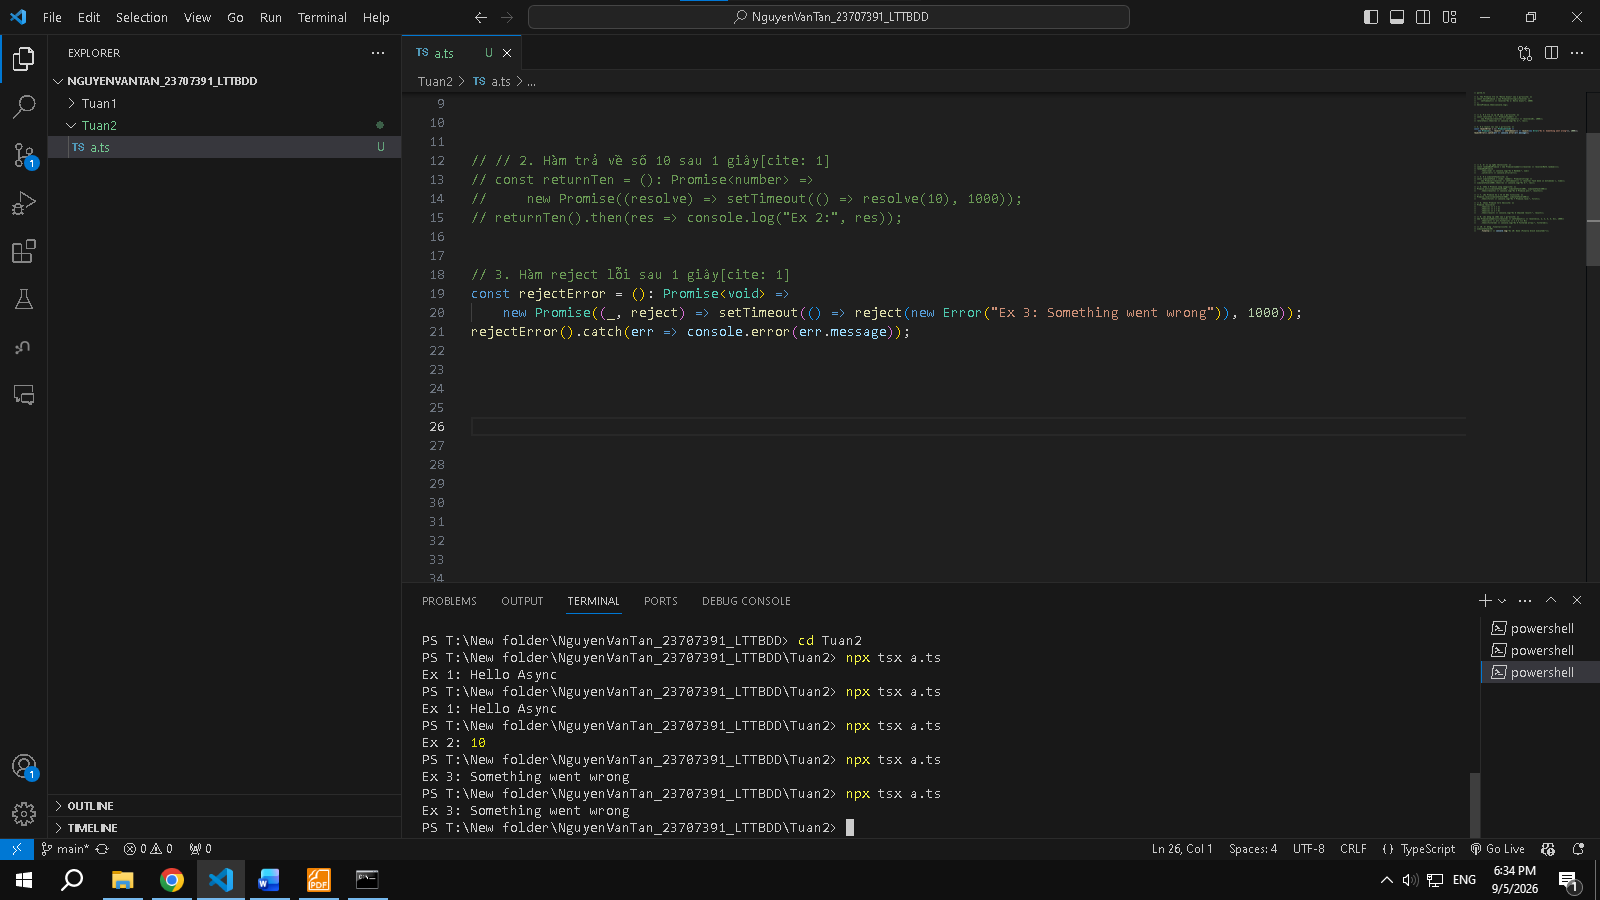 File Edit Selection View Go Run Terminal Help
NguyenVanTan_23707391_LTTBDD
EXPLORER
NGUYENVANTAN_23707391_LTTBDD
Tuan1
Tuan2
TS a.ts U
1
1
OUTLINE
TIMELINE
TS a.ts U
Tuan2 > TS a.ts > ...
9
10
11
12 // // 2. Hàm trả về số 10 sau 1 giây[cite: 1]
13 // const returnTen = (): Promise<number> =>
14 //     new Promise((resolve) => setTimeout(() => resolve(10), 1000));
15 // returnTen().then(res => console.log("Ex 2:", res));
16
17
18 // 3. Hàm reject lỗi sau 1 giây[cite: 1]
19 const rejectError = (): Promise<void> =>
20     new Promise((_, reject) => setTimeout(() => reject(new Error("Ex 3: Something went wrong")), 1000));
21 rejectError().catch(err => console.error(err.message));
22
23
24
25
26
27
28
29
30
31
32
33
34
PROBLEMS OUTPUT TERMINAL PORTS DEBUG CONSOLE
PS T:\New folder\NguyenVanTan_23707391_LTTBDD> cd Tuan2
PS T:\New folder\NguyenVanTan_23707391_LTTBDD\Tuan2> npx tsx a.ts
Ex 1: Hello Async
PS T:\New folder\NguyenVanTan_23707391_LTTBDD\Tuan2> npx tsx a.ts
Ex 1: Hello Async
PS T:\New folder\NguyenVanTan_23707391_LTTBDD\Tuan2> npx tsx a.ts
Ex 2: 10
PS T:\New folder\NguyenVanTan_23707391_LTTBDD\Tuan2> npx tsx a.ts
Ex 3: Something went wrong
PS T:\New folder\NguyenVanTan_23707391_LTTBDD\Tuan2> npx tsx a.ts
Ex 3: Something went wrong
PS T:\New folder\NguyenVanTan_23707391_LTTBDD\Tuan2>
powershell
powershell
powershell
main* 0 0 0
Ln 26, Col 1 Spaces: 4 UTF-8 CRLF {} TypeScript Go Live
W
PDF
ENG
6:34 PM
9/5/2026
1